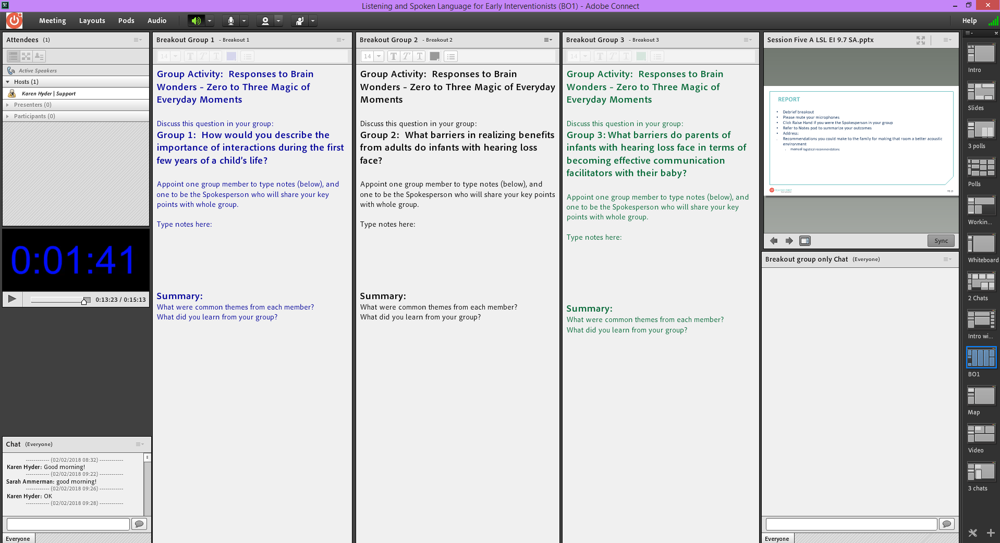 Listening and Spoken Language for Early Interventionists (BO1) - Adobe Connect
Meeting
Layouts
Pods
Audio
Help
Attendees (1)
Active Speakers
Hosts (1)
Karen Hyder | Support
Presenters (0)
Participants (0)
0:01:41
0:13:23 / 0:15:13
Chat (Everyone)
------------ (02/02/2018 08:32) ------------
Karen Hyder: Good morning!
------------ (02/02/2018 09:22) ------------
Sarah Ammerman: good morning!
------------ (02/02/2018 09:26) ------------
Karen Hyder: OK
------------ (02/02/2018 09:28) ------------
Everyone
Breakout Group 1 - Breakout 1
14
T T T
Group Activity: Responses to Brain
Wonders - Zero to Three Magic of
Everyday Moments
Discuss this question in your group:
Group 1: How would you describe the
importance of interactions during the first
few years of a child's life?
Appoint one group member to type notes (below), and
one to be the Spokesperson who will share your key
points with whole group.
Type notes here:
Summary:
What were common themes from each member?
What did you learn from your group?
Breakout Group 2 - Breakout 2
14
T T T
Group Activity: Responses to Brain
Wonders - Zero to Three Magic of Everyday
Moments
Discuss this question in your group:
Group 2: What barriers in realizing benefits
from adults do infants with hearing loss
face?
Appoint one group member to type notes (below), and
one to be the Spokesperson who will share your key points
with whole group.
Type notes here:
Summary:
What were common themes from each member?
What did you learn from your group?
Breakout Group 3 - Breakout 3
14
T T T
Group Activity: Responses to Brain
Wonders - Zero to Three Magic of
Everyday Moments
Discuss this question in your group:
Group 3: What barriers do parents of
infants with hearing loss face in terms of
becoming effective communication
facilitators with their baby?
Appoint one group member to type notes (below), and
one to be the Spokesperson who will share your key
points with whole group.
Type notes here:
Summary:
What were common themes from each member?
What did you learn from your group?
Session Five A LSL EI 9.7 SA.pptx
REPORT
• Debrief breakout
• Please mute your microphones
• Click Raise Hand if you were the Spokesperson in your group
• Refer to Notes pod to summarize your outcomes
• Address:
Recommendations you could make to the family for making that room a better acoustic
environment
manual logistical recommendations
HEARING FIRST
Sync
Breakout group only Chat (Everyone)
Everyone
Intro
Slides
3 polls
Polls
Workin...
Whiteboard
2 Chats
Intro wi...
BO1
Map
Video
3 chats